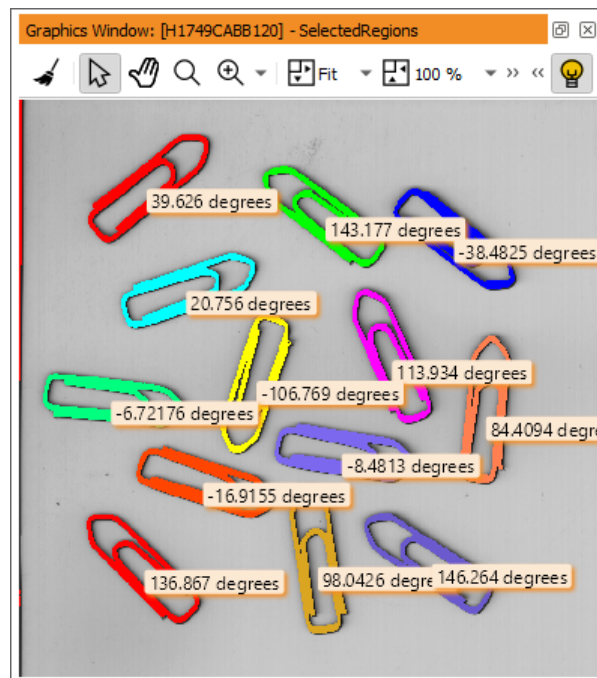 Graphics Window: [H1749CABB120] - SelectedRegions
Fit 100 % >> <<
39.626 degrees
143.177 degrees
-38.4825 degrees
20.756 degrees
113.934 degrees
-106.769 degrees
-6.72176 degrees
84.4094 degre
-8.4813 degrees
-16.9155 degrees
136.867 degrees
98.0426 degre
146.264 degrees